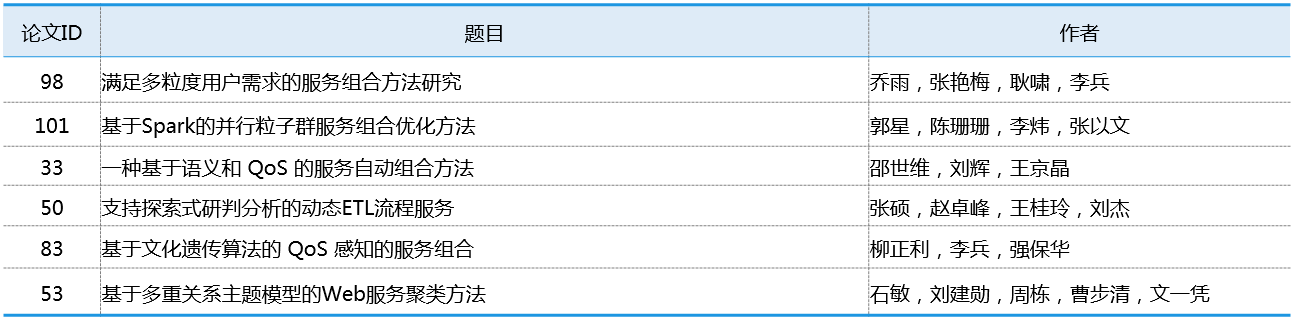 论文ID 题目 作者
98 满足多粒度用户需求的服务组合方法研究 乔雨，张艳梅，耿啸，李兵
101 基于Spark的并行粒子群服务组合优化方法 郭星，陈珊珊，李炜，张以文
33 一种基于语义和 QoS 的服务自动组合方法 邵世维，刘辉，王京晶
50 支持探索式研判分析的动态ETL流程服务 张硕，赵卓峰，王桂玲，刘杰
83 基于文化遗传算法的 QoS 感知的服务组合 柳正利，李兵，强保华
53 基于多重关系主题模型的Web服务聚类方法 石敏，刘建勋，周栋，曹步清，文一凭